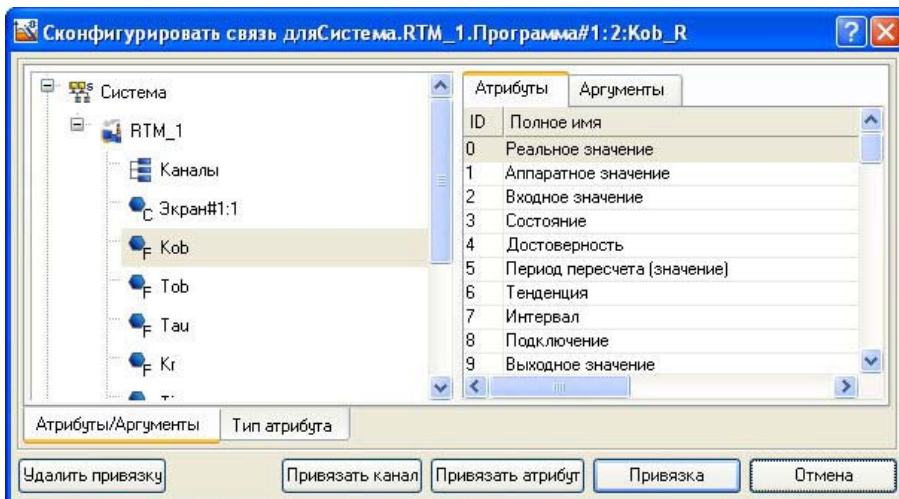 Сконфигурировать связь дляСистема.RTM_1.Программа#1:2:Kob_R
Система
RTM_1
Каналы
C Экран#1:1
F Kob
F Tob
F Tau
F Kr
Атрибуты/Аргументы Тип атрибута
Атрибуты Аргументы
ID Полное имя
0 Реальное значение
1 Аппаратное значение
2 Входное значение
3 Состояние
4 Достоверность
5 Период пересчета (значение)
6 Тенденция
7 Интервал
8 Подключение
9 Выходное значение
Удалить привязку Привязать канал Привязать атрибут Привязка Отмена